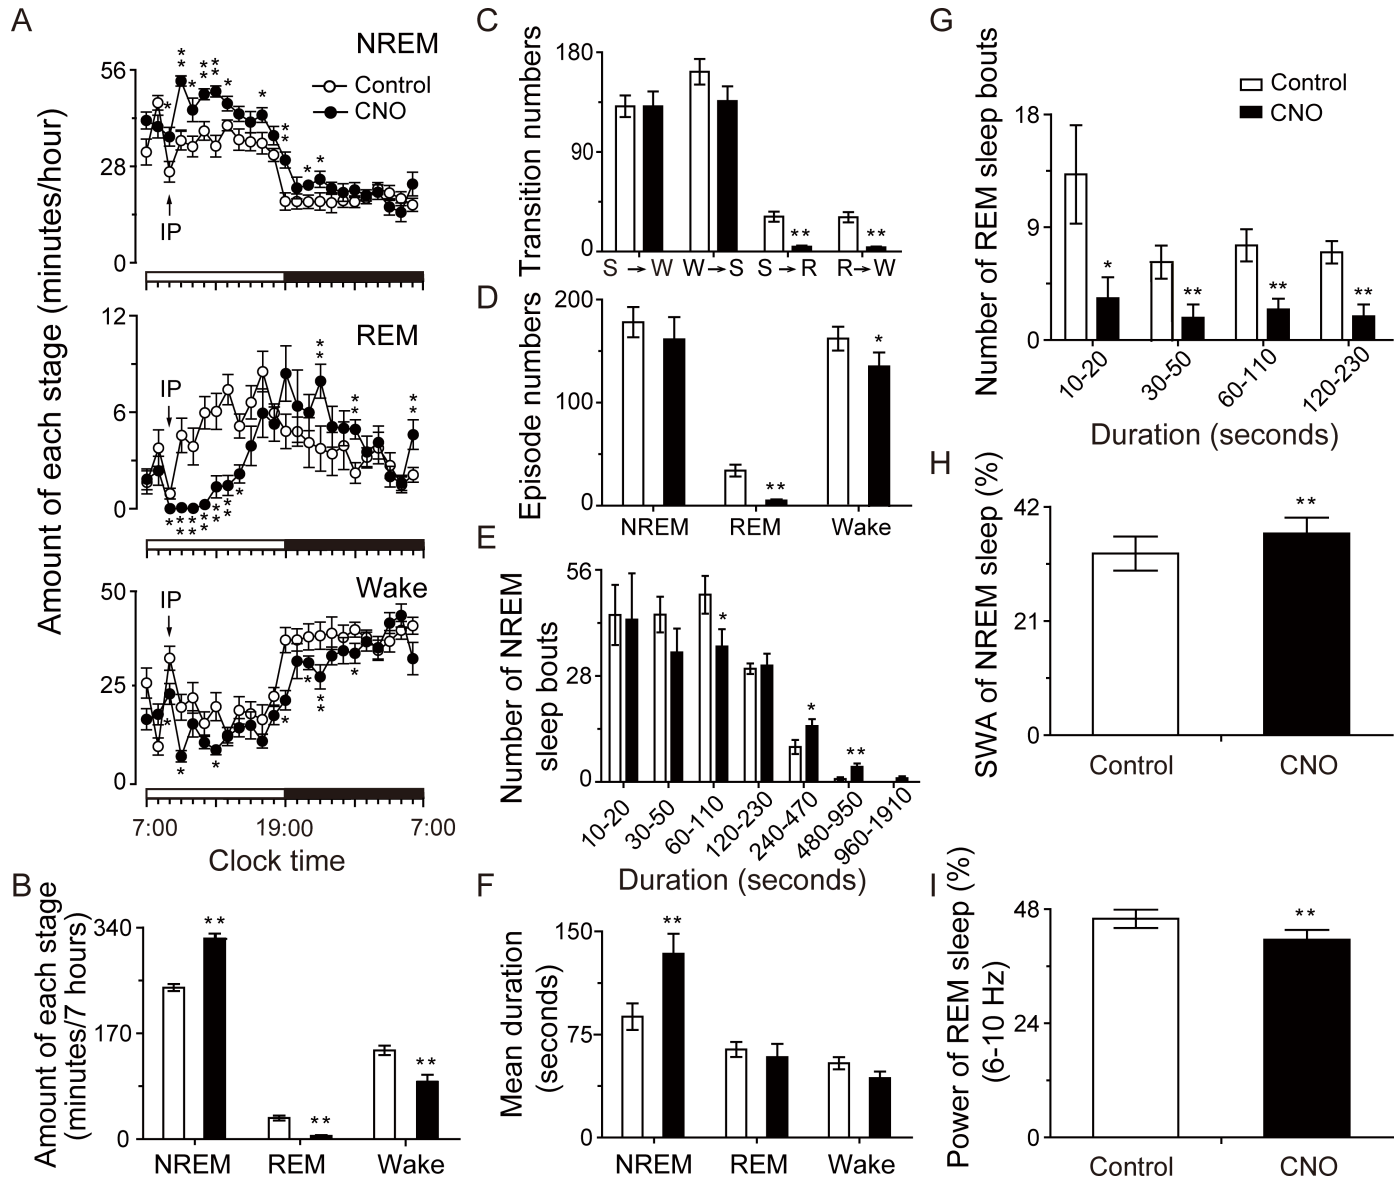 A
Amount of each stage (minutes/hour)
NREM
Control
CNO
56
28
0
IP
* * * * * * * * * * * * * *
REM
12
6
0
IP
* * * * * * * * * * * * * * * * * * *
Wake
50
25
0
IP
* * * * * * * *
7:00 19:00 7:00
Clock time
B
Amount of each stage
(minutes/7 hours)
340
170
0
** ** **
NREM REM Wake
C
Transition numbers
180
90
0
** **
S → W W → S S → R R → W
D
Episode numbers
200
100
0
** *
NREM REM Wake
E
Number of NREM
sleep bouts
56
28
0
* * **
10-20 30-50 60-110 120-230 240-470 480-950 960-1910
Duration (seconds)
F
Mean duration
(seconds)
150
75
0
**
NREM REM Wake
G
Number of REM sleep bouts
Control
CNO
18
9
0
* ** ** **
10-20 30-50 60-110 120-230
Duration (seconds)
H
SWA of NREM sleep (%)
42
21
0
**
Control CNO
I
Power of REM sleep (%)
(6-10 Hz)
48
24
0
**
Control CNO